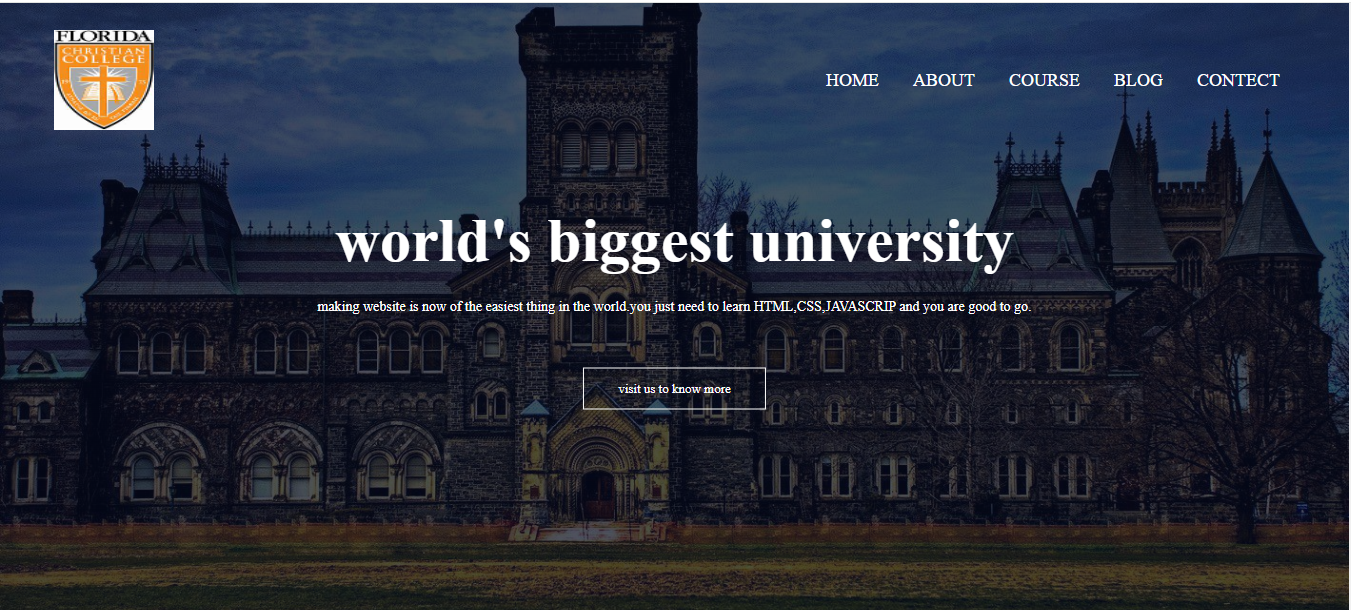 FLORIDA
CHRISTIAN
COLLEGE
HOME ABOUT COURSE BLOG CONTECT
world's biggest university
making website is now of the easiest thing in the world.you just need to learn HTML,CSS,JAVASCRIP and you are good to go.
visit us to know more